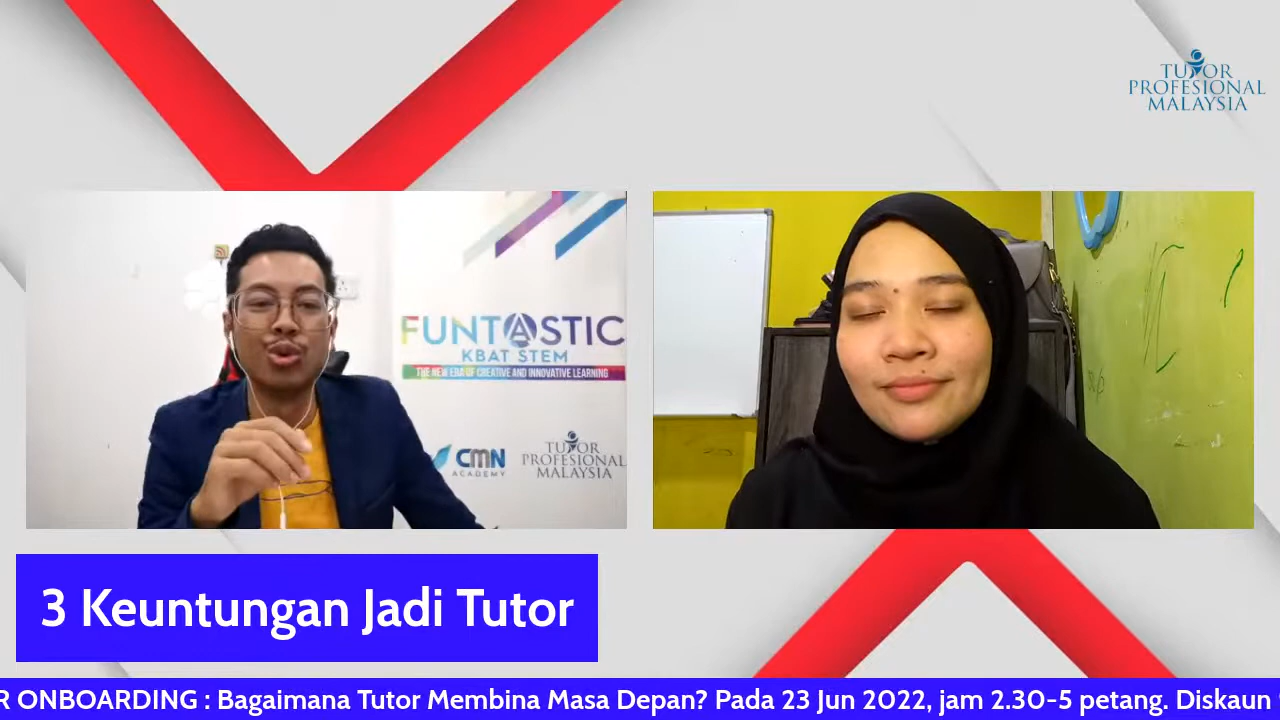 TUTOR
PROFESIONAL
MALAYSIA
FUNTASTIC
KBAT STEM
THE NEW ERA OF CREATIVE AND INNOVATIVE LEARNING
CMN
ACADEMY
TUTOR
PROFESIONAL
MALAYSIA
3 Keuntungan Jadi Tutor
R ONBOARDING : Bagaimana Tutor Membina Masa Depan? Pada 23 Jun 2022, jam 2.30-5 petang. Diskaun